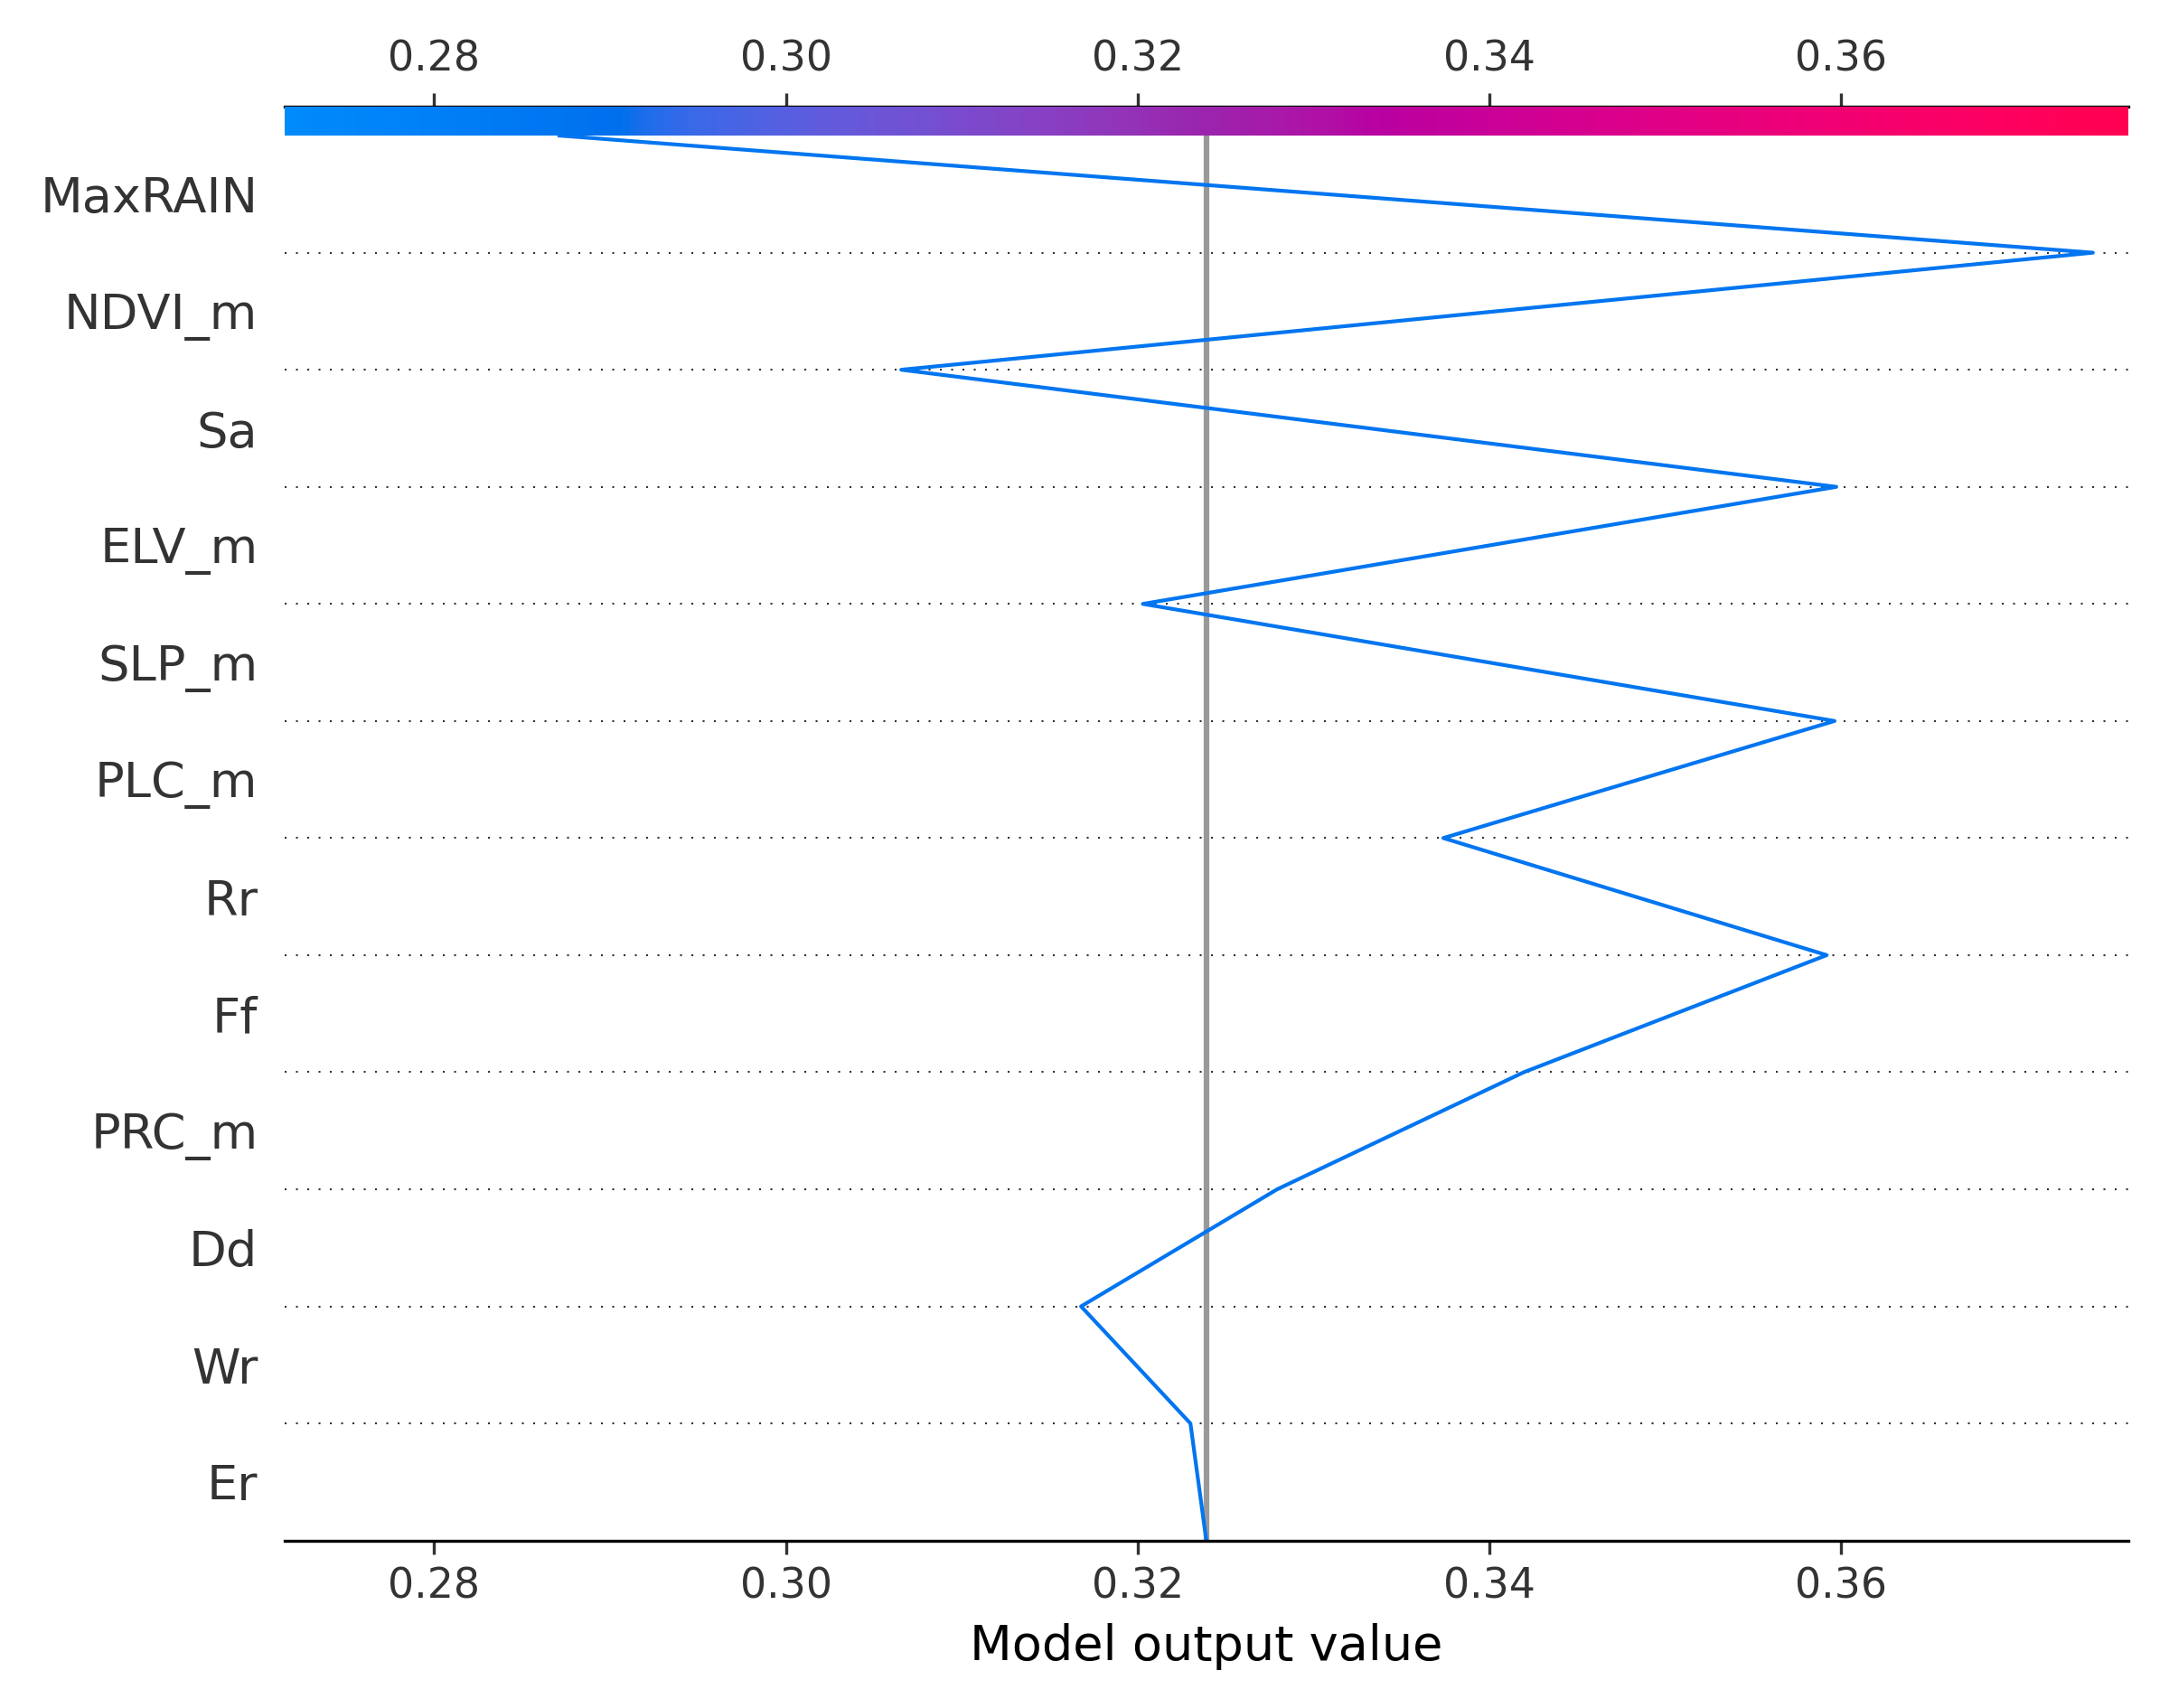 0.28 0.30 0.32 0.34 0.36
MaxRAIN
NDVI_m
Sa
ELV_m
SLP_m
PLC_m
Rr
Ff
PRC_m
Dd
Wr
Er
0.28 0.30 0.32 0.34 0.36
Model output value